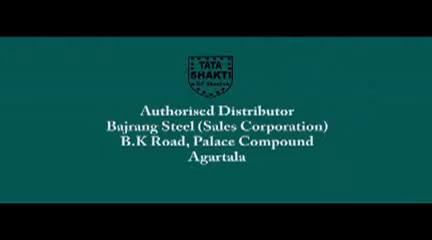 TATA
SHAKTI
Authorised Distributor
Bajrang Steel (Sales Corporation)
B.K Road, Palace Compound
Agartala